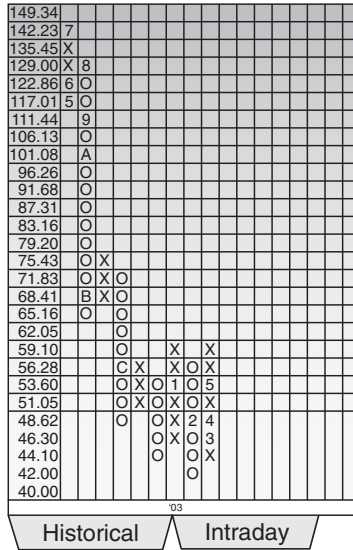 149.34
142.23 7
135.45 X
129.00 X 8
122.86 6 O
117.01 5 O
111.44 9
106.13 O
101.08 A
96.26 O
91.68 O
87.31 O
83.16 O
79.20 O
75.43 O X
71.83 O X O
68.41 B X O
65.16 O O
62.05 O
59.10 O X X
56.28 C X X O X
53.60 O X O 1 O 5
51.05 O X O X O X
48.62 O O X 2 4
46.30 O X O 3
44.10 O O X
42.00 O
40.00
'03
Historical Intraday